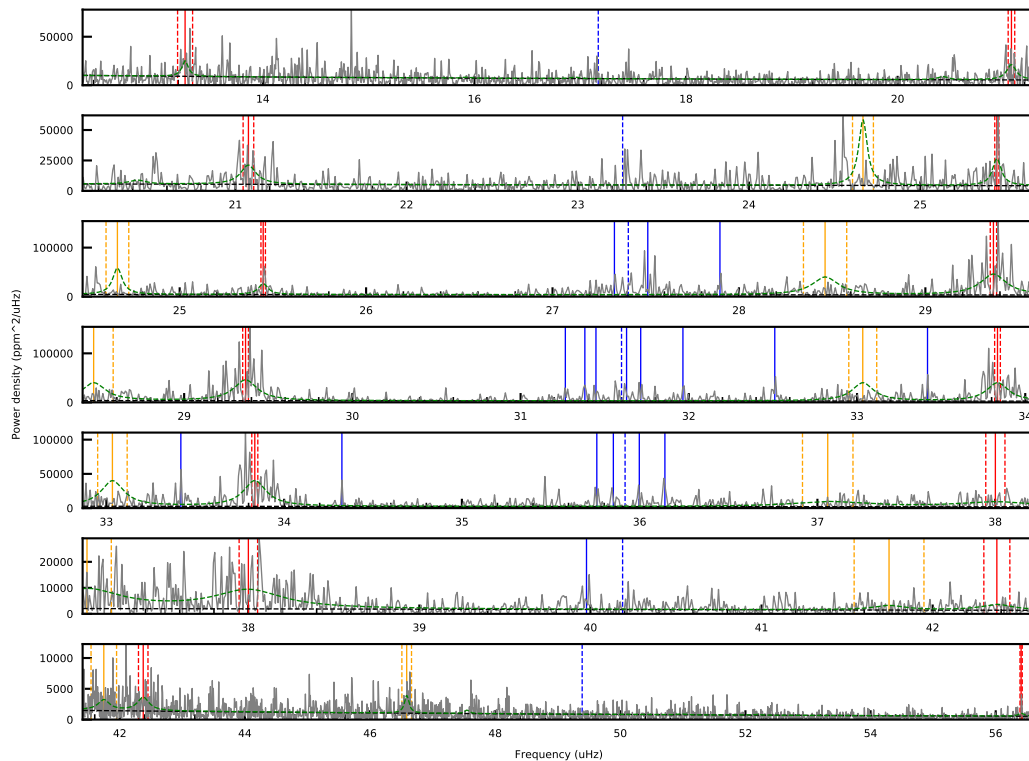 50000
0
14 16 18 20
50000
25000
0
21 22 23 24 25
100000
0
25 26 27 28 29
100000
0
29 30 31 32 33 34
100000
50000
0
33 34 35 36 37 38
20000
10000
0
38 39 40 41 42
10000
5000
0
42 44 46 48 50 52 54 56
Power density (ppm^2/uHz)
Frequency (uHz)